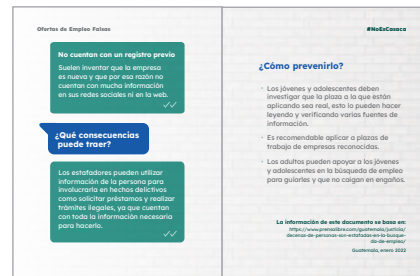 Ofertas de Empleo Falsas
No cuentan con un registro previo
Suelen inventar que la empresa
es nueva y que por esa razón no
cuentan con mucha información
en sus redes sociales ni en la web.
¿Qué consecuencias
puede traer?
Los estafadores pueden utilizar
información de la persona para
involucrarla en hechos delictivos
como solicitar préstamos y realizar
trámites ilegales, ya que cuentan
con toda la información necesaria
para hacerlo.
#NoEsCasaca
¿Cómo prevenirlo?
· Los jóvenes y adolescentes deben
investigar que la plaza a la que están
aplicando sea real, esto lo pueden hacer
leyendo y verificando varias fuentes de
información.
· Es recomendable aplicar a plazas de
trabajo de empresas reconocidas.
· Los adultos pueden apoyar a los jóvenes
y adolescentes en la búsqueda de empleo
para guiarles y que no caigan en engaños.
La información de este documento se basa en:
https://www.prensalibre.com/guatemala/justicia/
decenas-de-personas-son-estafadas-en-la-busque-
da-de-empleo/
Guatemala, enero 2022